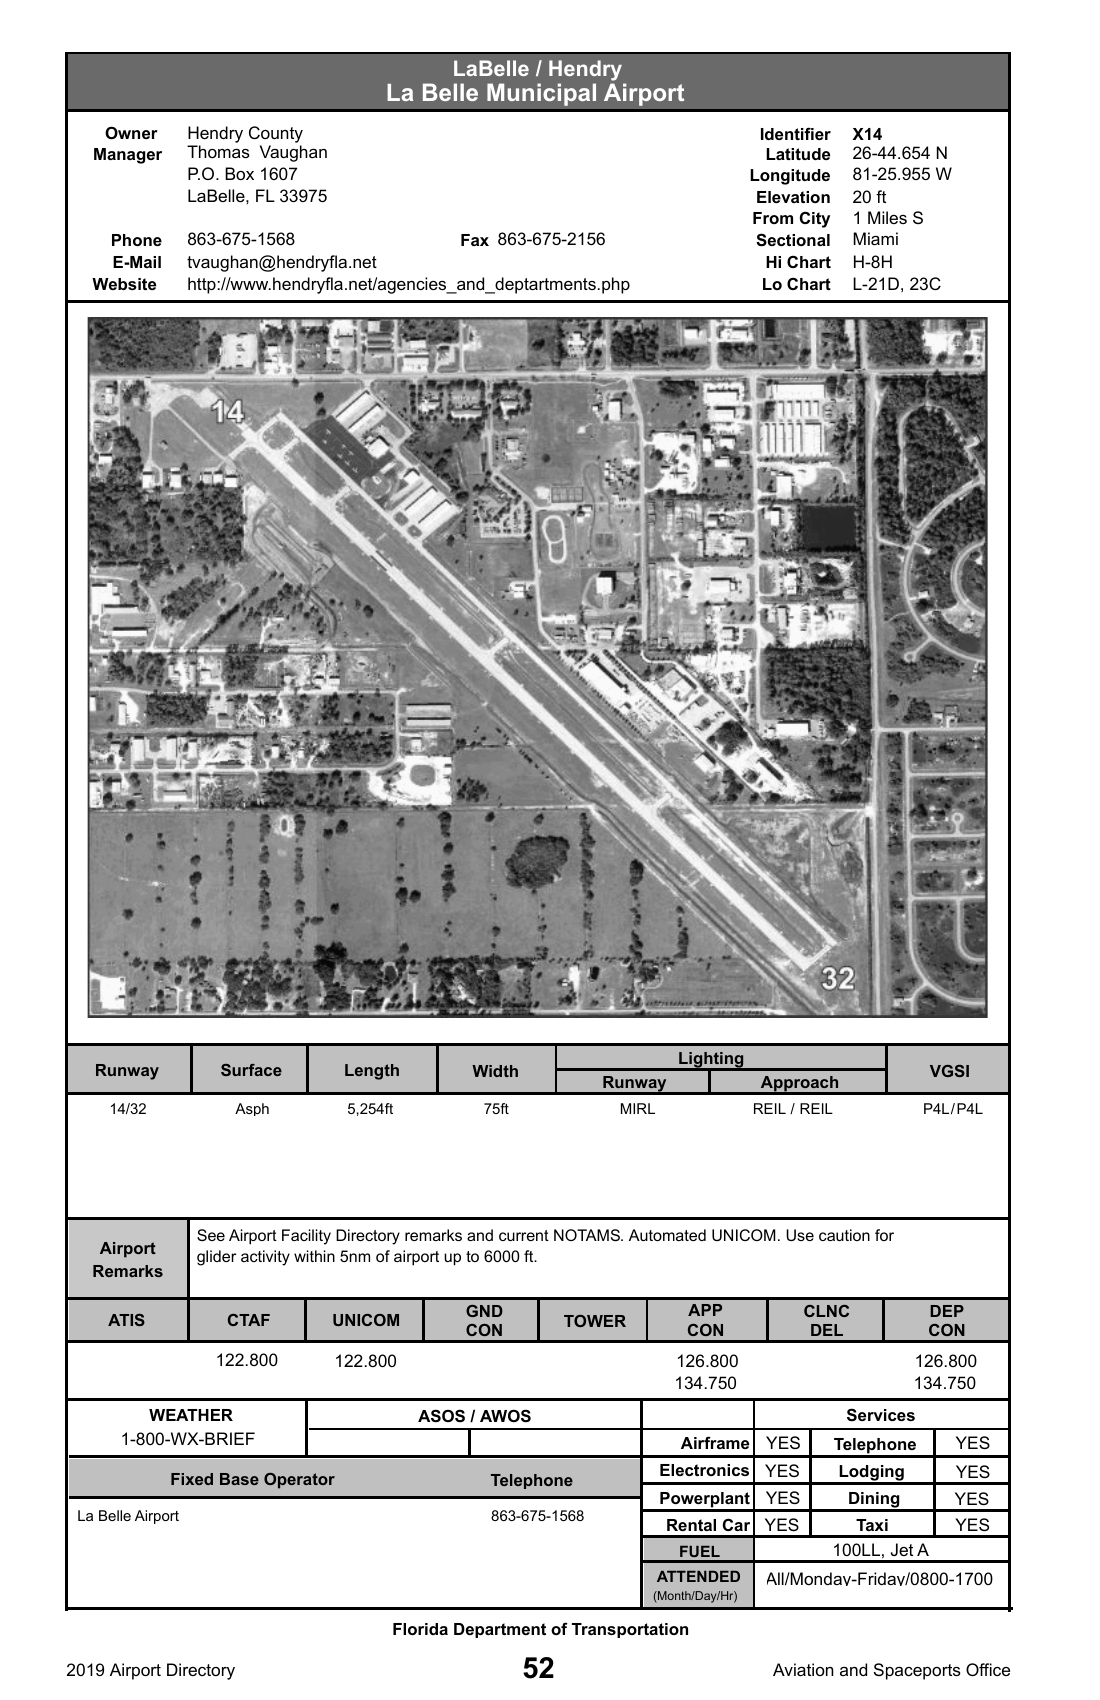 LaBelle / Hendry
La Belle Municipal Airport
Owner Hendry County
Manager Thomas Vaughan
P.O. Box 1607
LaBelle, FL 33975
Phone 863-675-1568 Fax 863-675-2156
E-Mail tvaughan@hendryfla.net
Website http://www.hendryfla.net/agencies_and_deptartments.php
Identifier X14
Latitude 26-44.654 N
Longitude 81-25.955 W
Elevation 20 ft
From City 1 Miles S
Sectional Miami
Hi Chart H-8H
Lo Chart L-21D, 23C
14
32
Runway Surface Length Width Lighting VGSI
Runway Approach
14/32 Asph 5,254ft 75ft MIRL REIL / REIL P4L/P4L
Airport
Remarks
See Airport Facility Directory remarks and current NOTAMS. Automated UNICOM. Use caution for
glider activity within 5nm of airport up to 6000 ft.
ATIS CTAF UNICOM GND CON TOWER APP CON CLNC DEL DEP CON
122.800 122.800 126.800 126.800
134.750 134.750
WEATHER ASOS / AWOS Services
1-800-WX-BRIEF
Airframe YES Telephone YES
Electronics YES Lodging YES
Powerplant YES Dining YES
Rental Car YES Taxi YES
Fixed Base Operator Telephone
La Belle Airport 863-675-1568
FUEL 100LL, Jet A
ATTENDED All/Monday-Friday/0800-1700
(Month/Day/Hr)
Florida Department of Transportation
2019 Airport Directory 52 Aviation and Spaceports Office